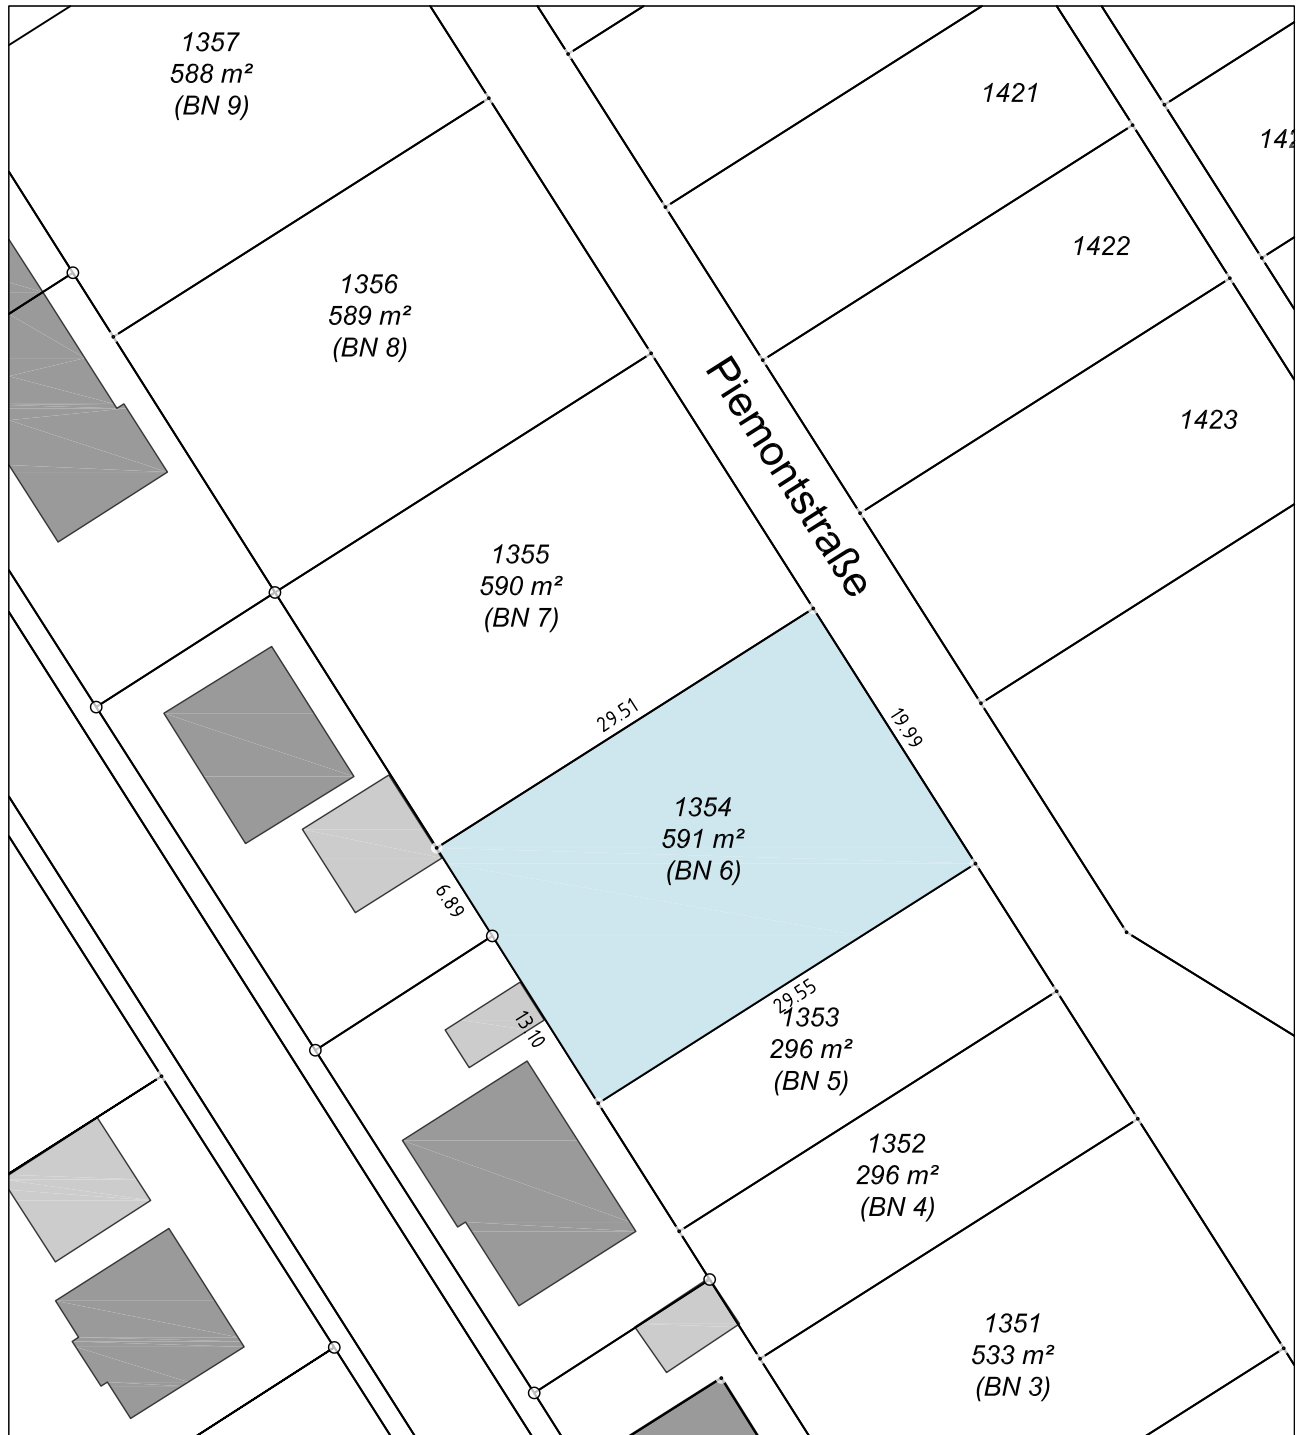 1357
588 m²
(BN 9)
1421
1422
1356
589 m²
(BN 8)
1423
Piemontstraße
1355
590 m²
(BN 7)
29.51
19.99
1354
591 m²
(BN 6)
6.89
29.55
13.10
1353
296 m²
(BN 5)
1352
296 m²
(BN 4)
1351
533 m²
(BN 3)